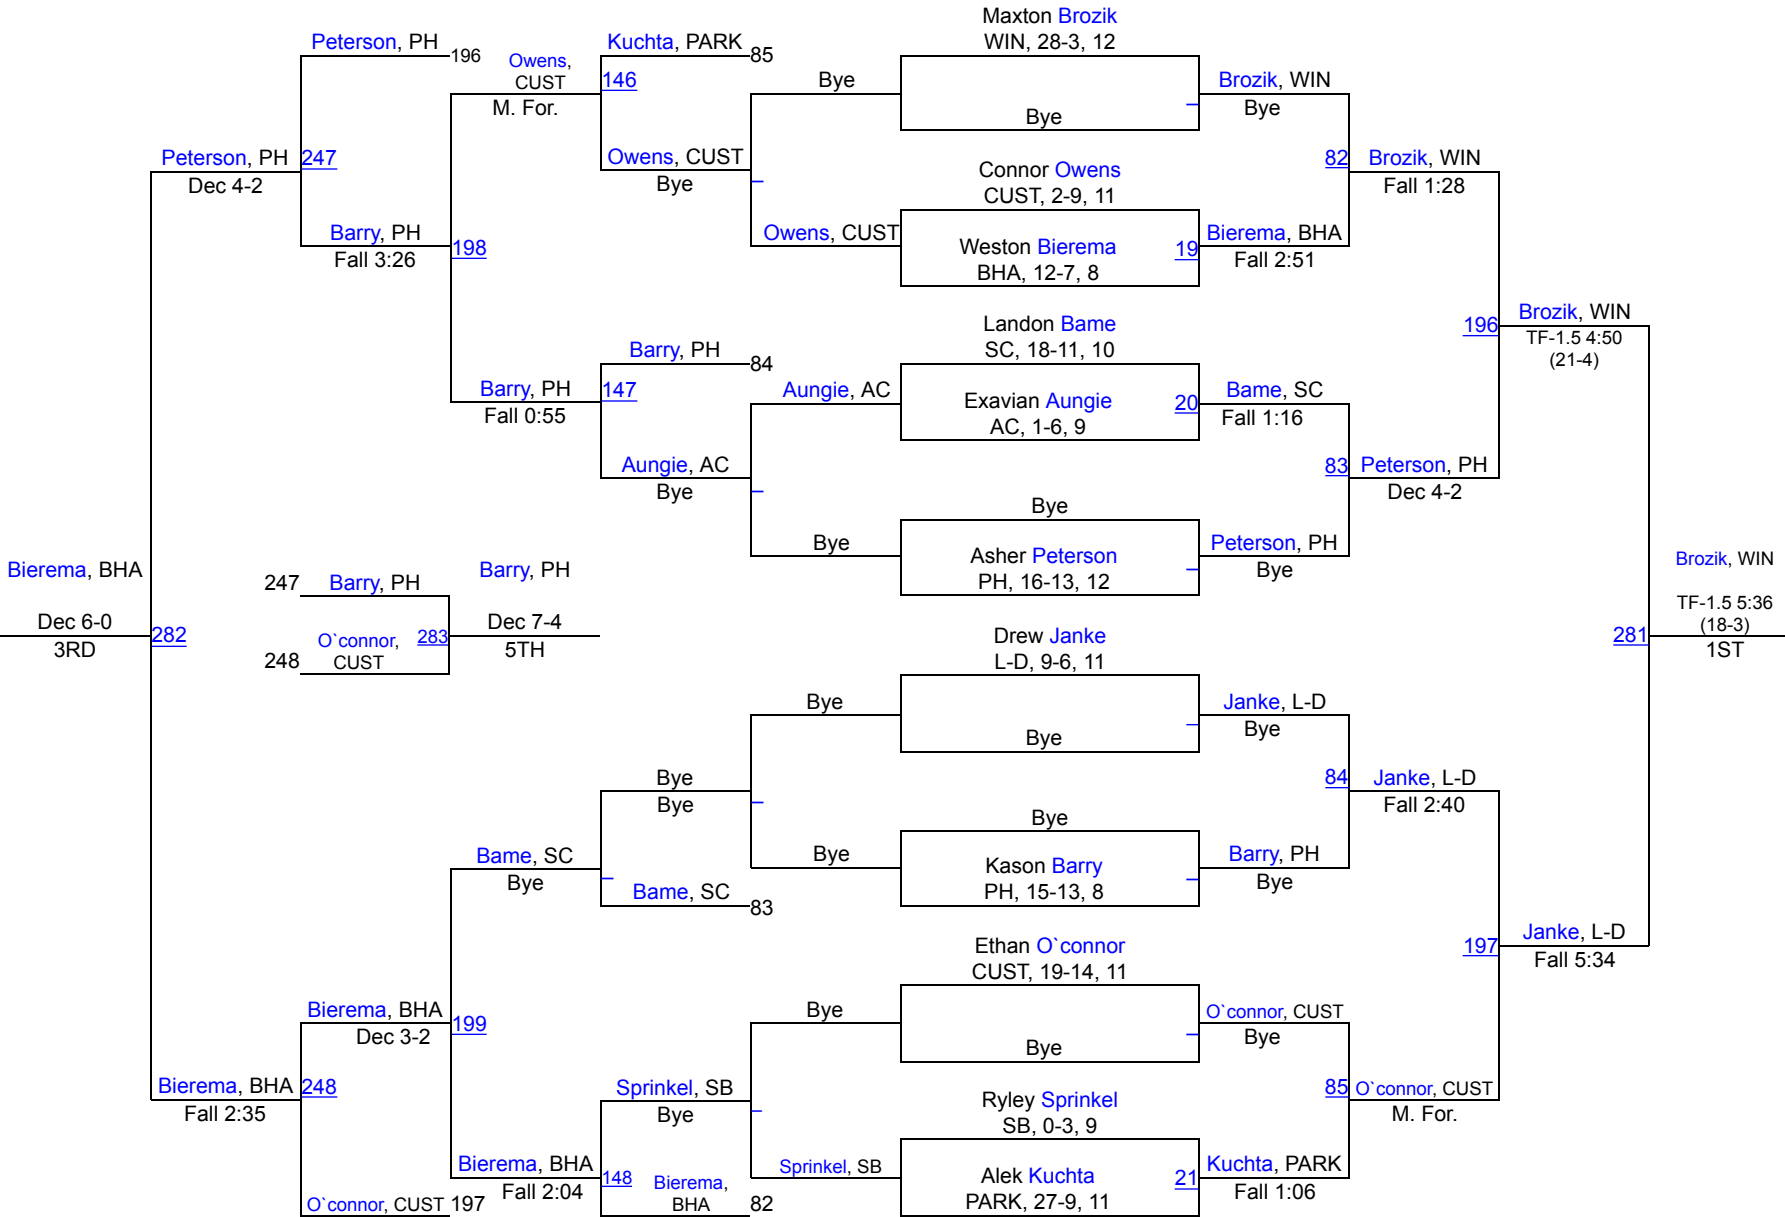 Maxton Brozik
WIN, 28-3, 12
Bye
Connor Owens
CUST, 2-9, 11
Weston Bierema
BHA, 12-7, 8
19
Landon Bame
SC, 18-11, 10
Exavian Aungie
AC, 1-6, 9
20
Bye
Asher Peterson
PH, 16-13, 12
Drew Janke
L-D, 9-6, 11
Bye
Bye
Kason Barry
PH, 15-13, 8
Ethan O`connor
CUST, 19-14, 11
Bye
Ryley Sprinkel
SB, 0-3, 9
Alek Kuchta
PARK, 27-9, 11
21
Brozik, WIN
Bye
82
Bierema, BHA
Fall 2:51
Bame, SC
Fall 1:16
83
Peterson, PH
Bye
Janke, L-D
Bye
84
Barry, PH
Bye
O`connor, CUST
Bye
85
Kuchta, PARK
Fall 1:06
Brozik, WIN
Fall 1:28
196
Peterson, PH
Dec 4-2
Janke, L-D
Fall 2:40
197
O`connor, CUST
M. For.
Brozik, WIN
TF-1.5 4:50
(21-4)
281
Janke, L-D
Fall 5:34
Brozik, WIN
TF-1.5 5:36
(18-3)
1ST
Bye
Owens, CUST
Aungie, AC
Bye
Bye
Bye
Bye
Sprinkel, SB
Kuchta, PARK
85
146
Owens, CUST
Bye
Barry, PH
84
147
Aungie, AC
Bye
Bye
Bye
Bame, SC
83
Sprinkel, SB
Bye
148
Bierema,
BHA
82
Owens,
CUST
M. For.
198
Barry, PH
Fall 0:55
Bame, SC
Bye
199
Bierema, BHA
Fall 2:04
Peterson, PH
196
247
Barry, PH
Fall 3:26
Bierema, BHA
Dec 3-2
248
O`connor, CUST
197
Peterson, PH
Dec 4-2
282
Bierema, BHA
Fall 2:35
Bierema, BHA
Dec 6-0
3RD
247
Barry, PH
283
248
O`connor,
CUST
Barry, PH
Dec 7-4
5TH